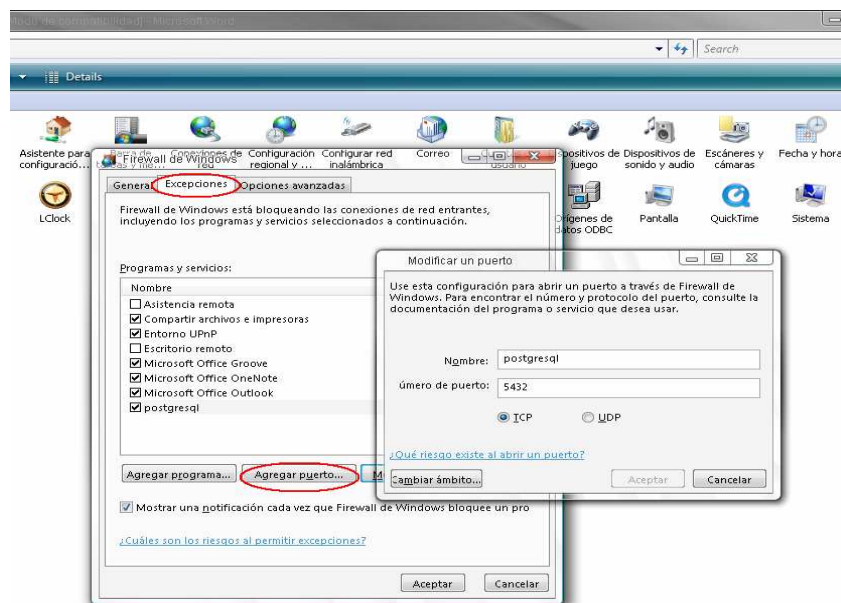 Modo de compatibilidad] - Microsoft Word
Search
Details
Asistente para
configuració...
Conexiones de
red
Configuración
regional y ...
Configurar red
inalámbrica
Correo
usuario
Dispositivos de
juego
Dispositivos de
sonido y audio
Escáneres y
cámaras
Fecha y hora
LClock
Orígenes de
datos ODBC
Pantalla
QuickTime
Sistema
Firewall de Windows
General
Excepciones
Opciones avanzadas
Firewall de Windows está bloqueando las conexiones de red entrantes,
incluyendo los programas y servicios seleccionados a continuación.
Programas y servicios:
Nombre
Asistencia remota
Compartir archivos e impresoras
Entorno UPnP
Escritorio remoto
Microsoft Office Groove
Microsoft Office OneNote
Microsoft Office Outlook
postgresql
Agregar programa...
Agregar puerto...
M
Mostrar una notificación cada vez que Firewall de Windows bloquee un pro
¿Cuáles son los riesgos al permitir excepciones?
Aceptar
Cancelar
Modificar un puerto
Use esta configuración para abrir un puerto a través de Firewall de
Windows. Para encontrar el número y protocolo del puerto, consulte la
documentación del programa o servicio que desea usar.
Nombre:
postgresql
úmero de puerto:
5432
TCP
UDP
¿Qué riesgo existe al abrir un puerto?
Cambiar ámbito...
Aceptar
Cancelar